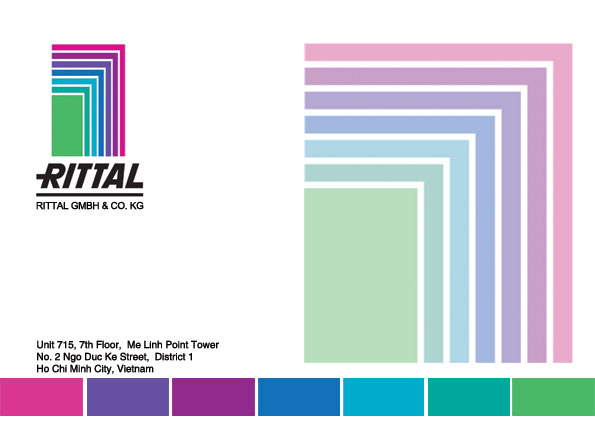 RITTAL
RITTAL GMBH & CO. KG
Unit 715, 7th Floor, Me Linh Point Tower
No. 2 Ngo Duc Ke Street, District 1
Ho Chi Minh City, Vietnam